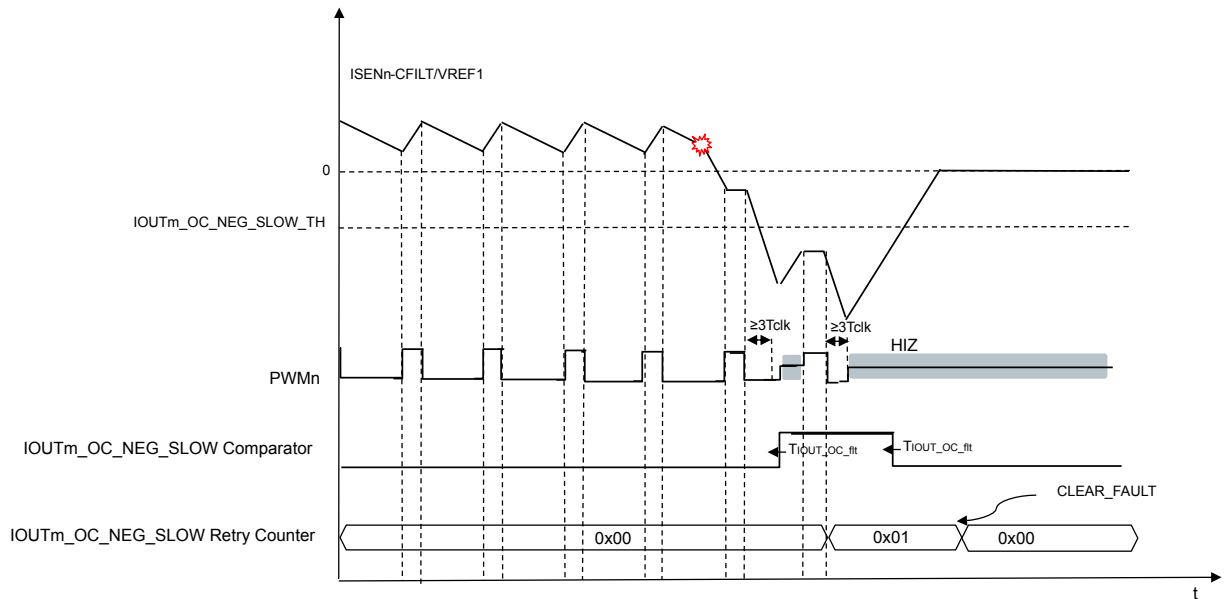 ISENn-CFILT/VREF1
0
IOUTm_OC_NEG_SLOW_TH
≥3Tclk
≥3Tclk
HIZ
PWMn
IOUTm_OC_NEG_SLOW Comparator
TIOUT_OC_flt
TIOUT_OC_flt
CLEAR_FAULT
IOUTm_OC_NEG_SLOW Retry Counter
0x00
0x01
0x00
t